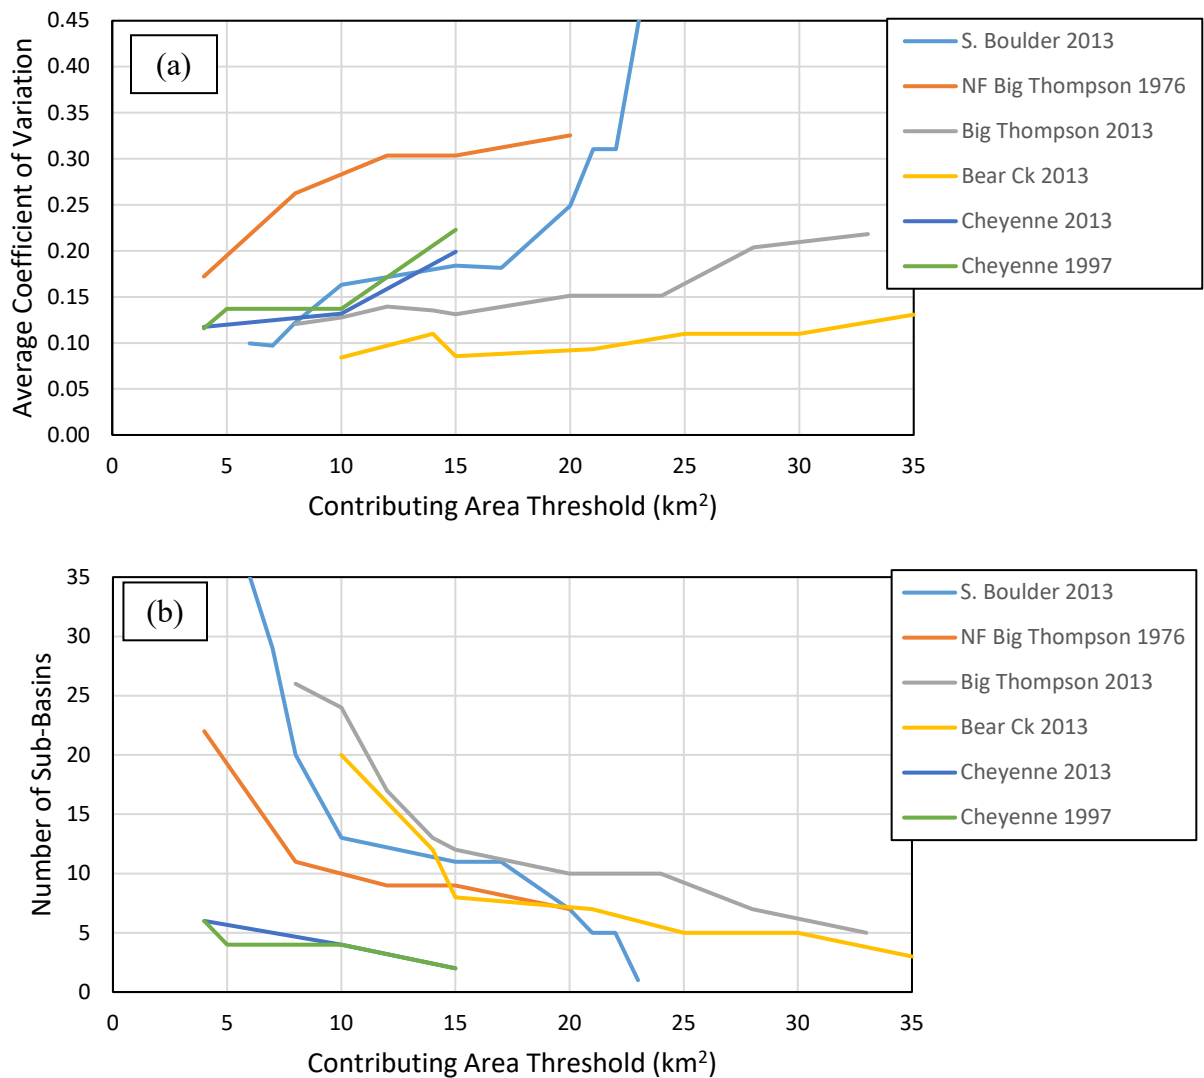 (a)
Average Coefficient of Variation
0.45
0.40
0.35
0.30
0.25
0.20
0.15
0.10
0.05
0.00
0 5 10 15 20 25 30 35
Contributing Area Threshold (km²)
S. Boulder 2013
NF Big Thompson 1976
Big Thompson 2013
Bear Ck 2013
Cheyenne 2013
Cheyenne 1997
(b)
Number of Sub-Basins
35
30
25
20
15
10
5
0
0 5 10 15 20 25 30 35
Contributing Area Threshold (km²)
S. Boulder 2013
NF Big Thompson 1976
Big Thompson 2013
Bear Ck 2013
Cheyenne 2013
Cheyenne 1997